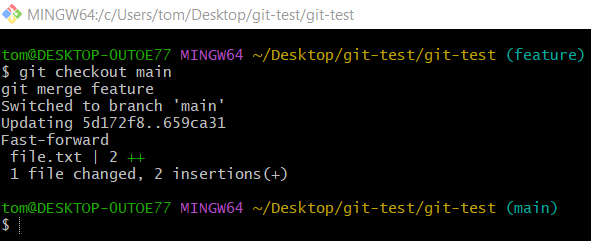 MINGW64:/c/Users/tom/Desktop/git-test/git-test
tom@DESKTOP-OUTOE77 MINGW64 ~/Desktop/git-test/git-test (feature)
$ git checkout main
git merge feature
Switched to branch 'main'
Updating 5d172f8..659ca31
Fast-forward
 file.txt | 2 ++
 1 file changed, 2 insertions(+)
tom@DESKTOP-OUTOE77 MINGW64 ~/Desktop/git-test/git-test (main)
$